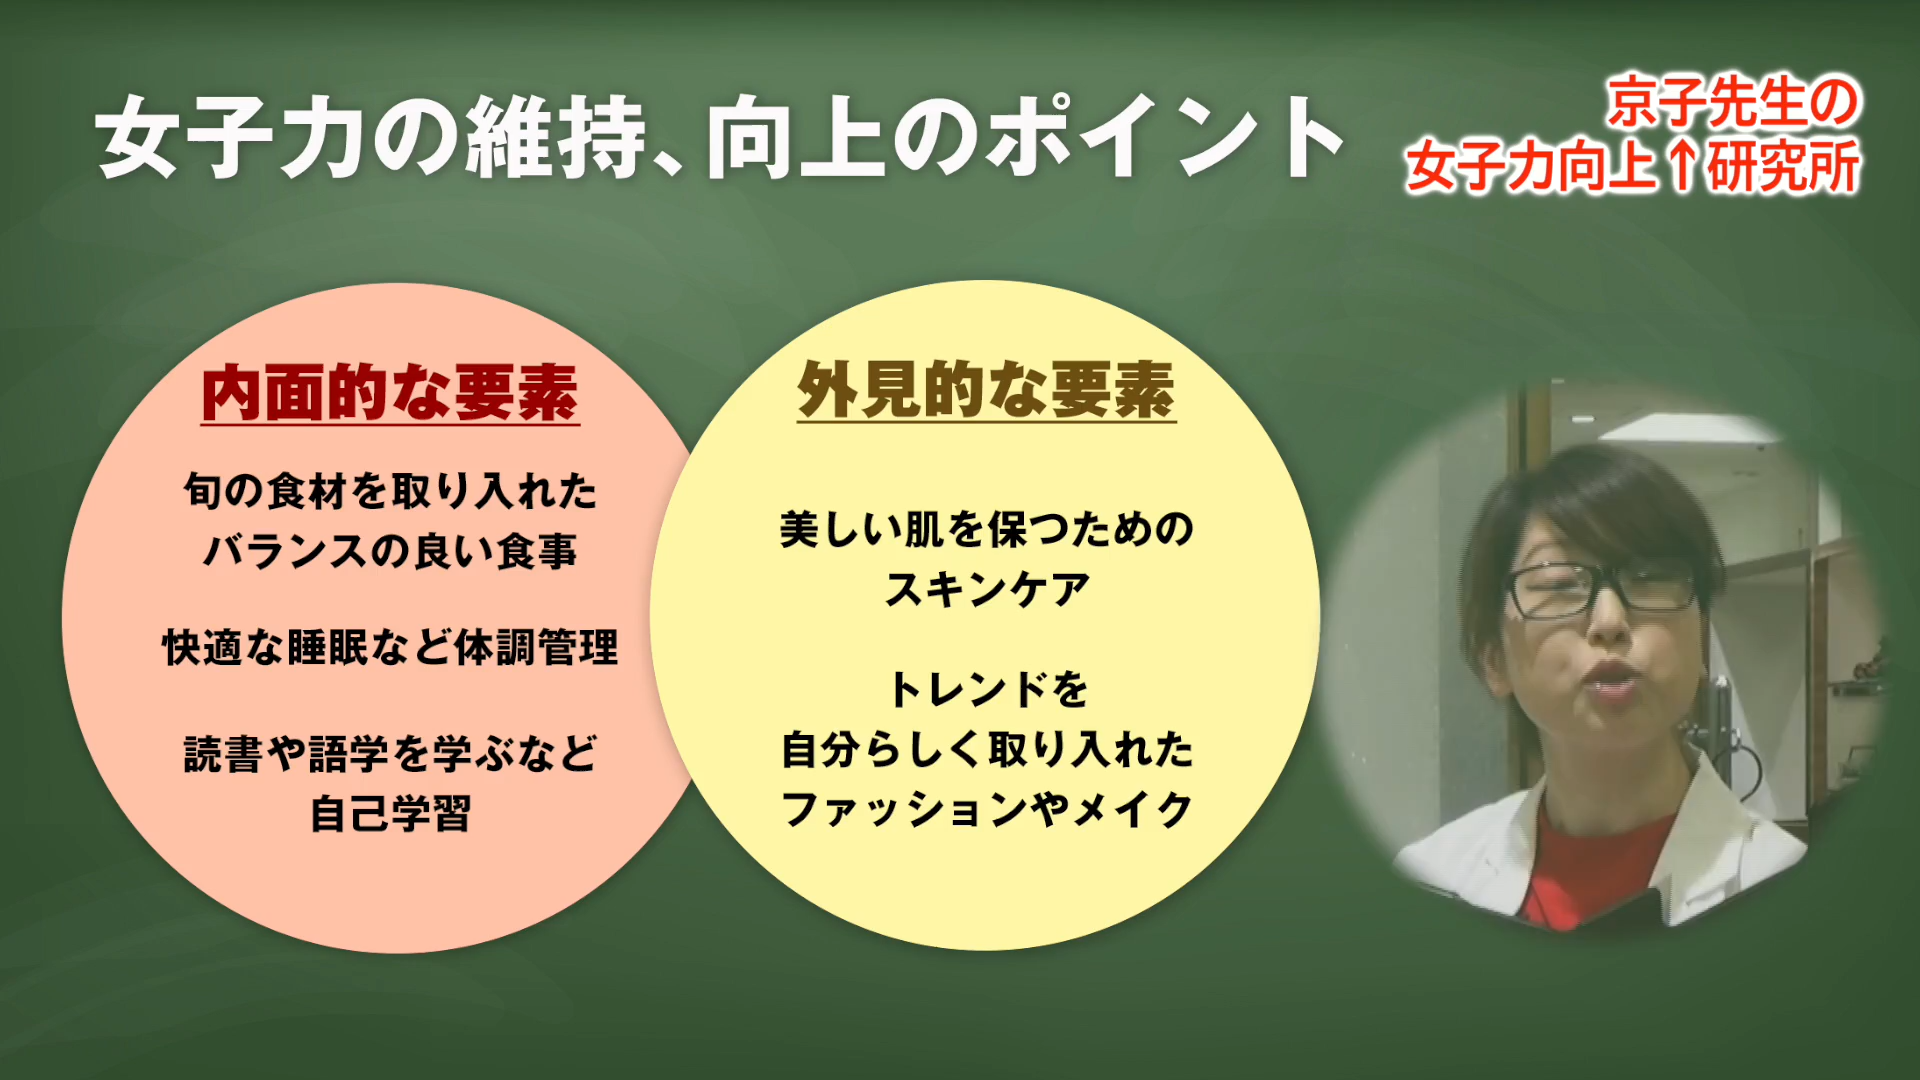 女子力の維持、向上のポイント
京子先生の
女子力向上↑研究所
内面的な要素
旬の食材を取り入れた
バランスの良い食事
快適な睡眠など体調管理
読書や語学を学ぶなど
自己学習
外見的な要素
美しい肌を保つための
スキンケア
トレンドを
自分らしく取り入れた
ファッションやメイク